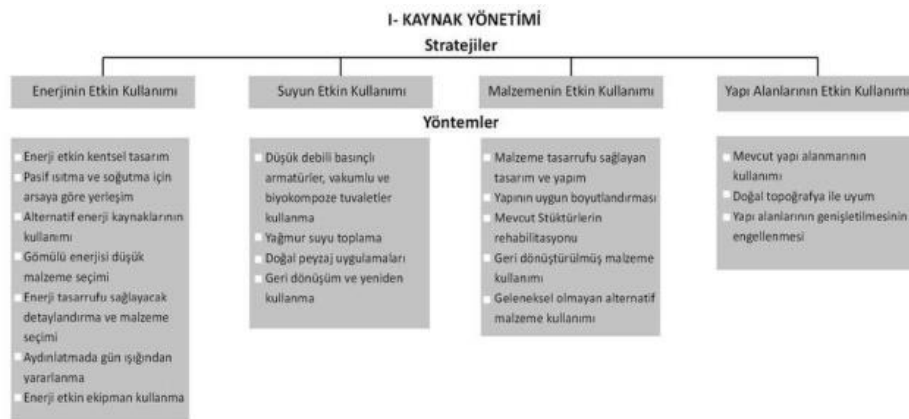 I- KAYNAK YÖNETİMİ
Stratejiler
Enerjinin Etkin Kullanımı
Suyun Etkin Kullanımı
Malzemenin Etkin Kullanımı
Yapı Alanlarının Etkin Kullanımı
Yöntemler
Enerji etkin kentsel tasarım
Pasif ısıtma ve soğutma için
arsaya göre yerleşim
Alternatif enerji kaynaklarının
kullanımı
Gömülü enerjisi düşük
malzeme seçimi
Enerji tasarrufu sağlayacak
detaylandırma ve malzeme
seçimi
Aydınlatmada gün ışığından
yararlanma
Enerji etkin ekipman kullanma
Düşük debili basınçlı
armatürler, vakumlu ve
biyokompoze tuvaletler
kullanma
Yağmur suyu toplama
Doğal peyzaj uygulamaları
Geri dönüşüm ve yeniden
kullanma
Malzeme tasarrufu sağlayan
tasarım ve yapım
Yapının uygun boyutlandırması
Mevcut Stüktürlerin
rehabilitasyonu
Geri dönüştürülmüş malzeme
kullanımı
Geleneksel olmayan alternatif
malzeme kullanımı
Mevcut yapı alanmarının
kullanımı
Doğal topoğrafya ile uyum
Yapı alanlarının genişletilmesinin
engellenmesi